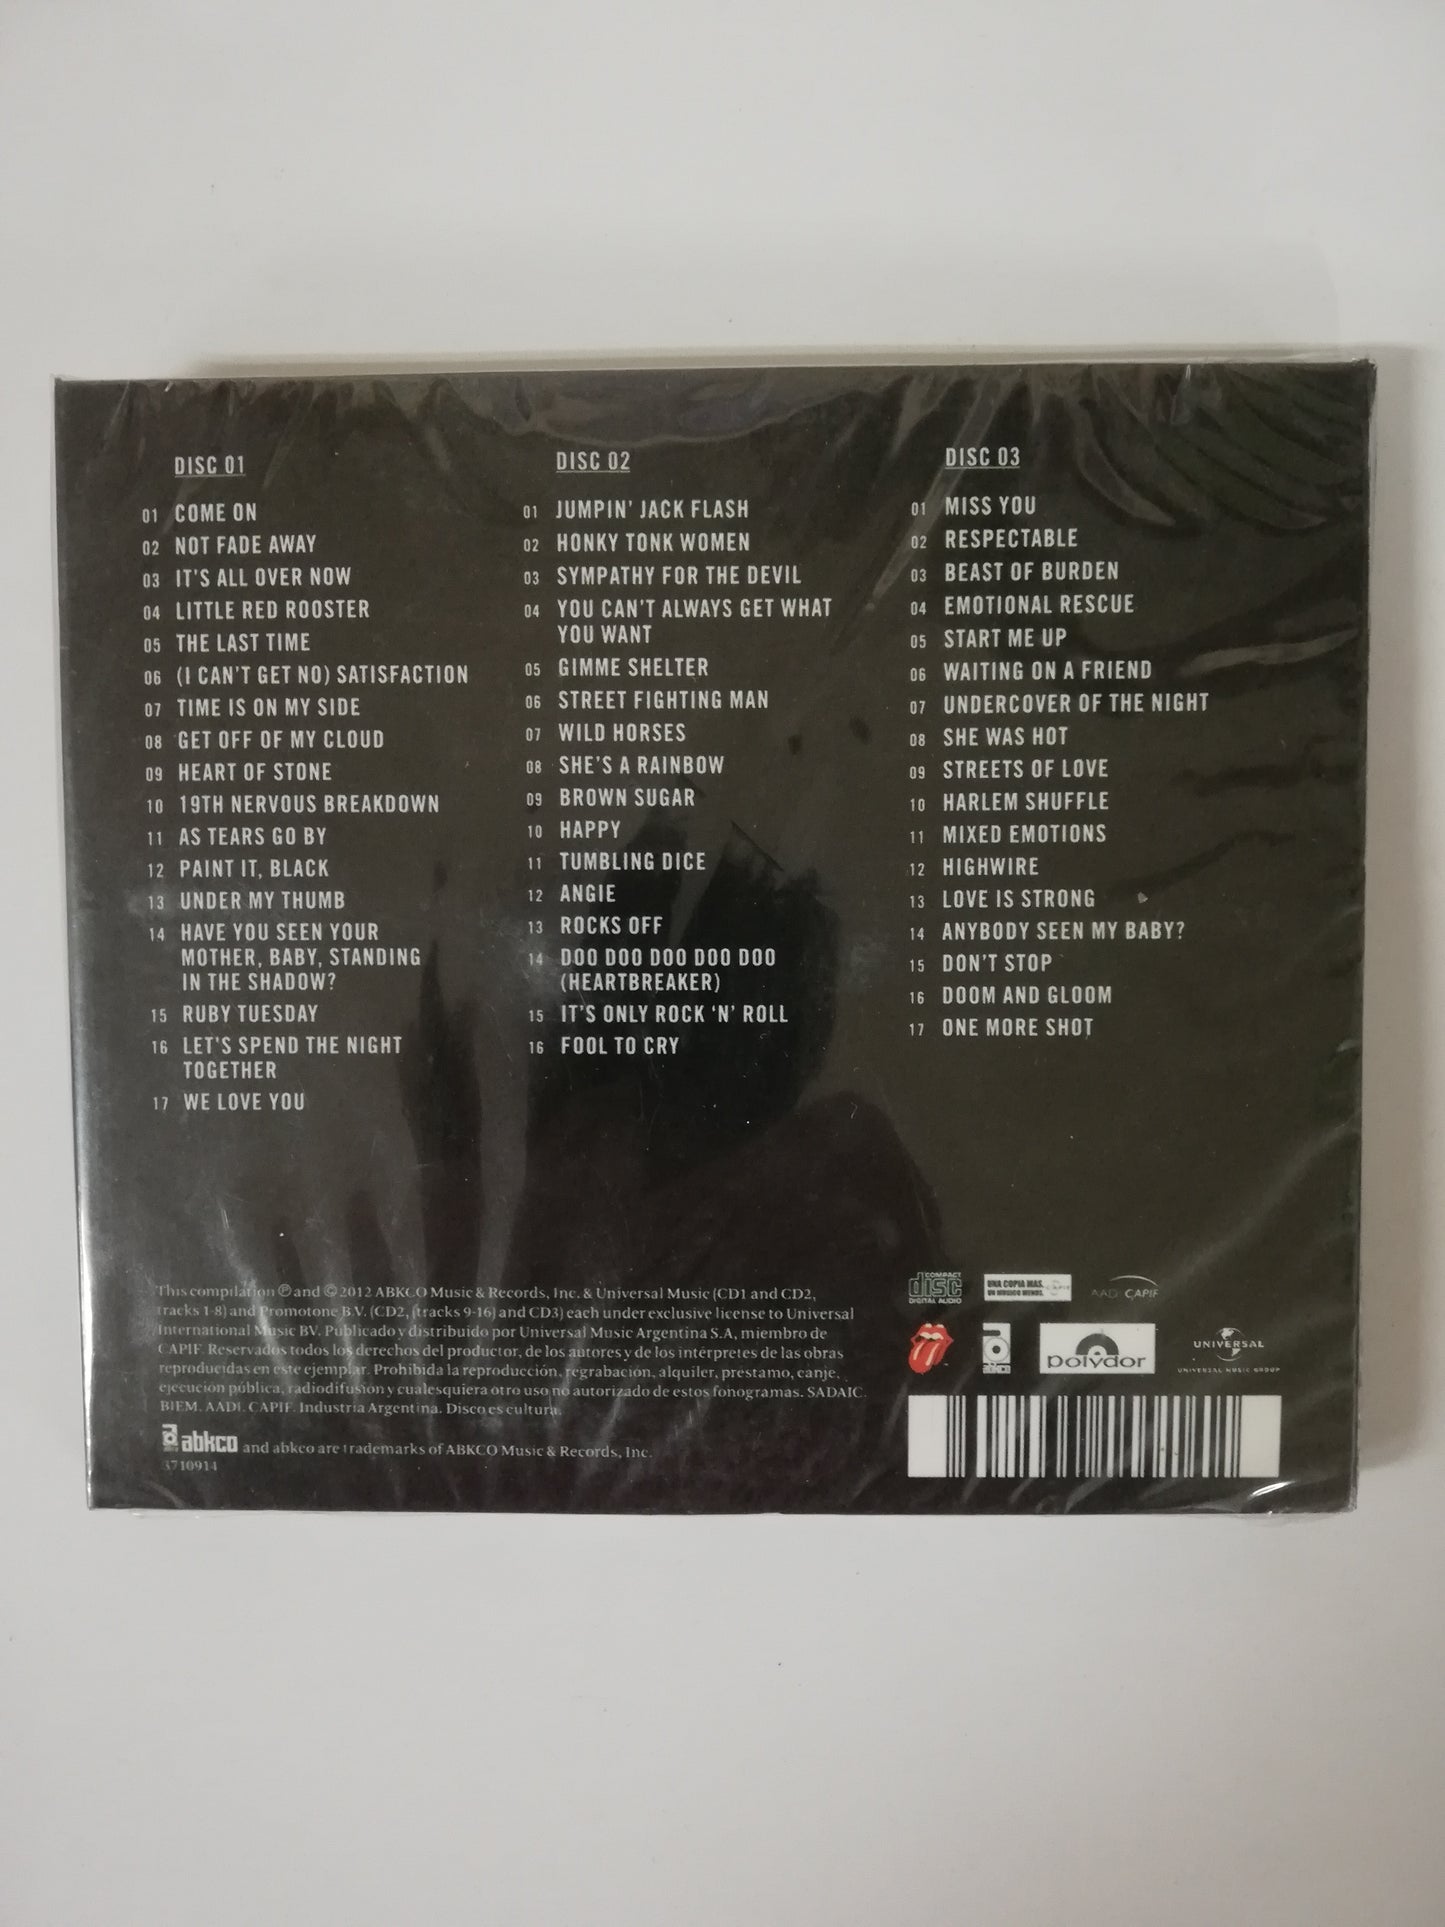 DISC 01
01 COME ON
02 NOT FADE AWAY
03 IT'S ALL OVER NOW
04 LITTLE RED ROOSTER
05 THE LAST TIME
06 (I CAN'T GET NO) SATISFACTION
07 TIME IS ON MY SIDE
08 GET OFF OF MY CLOUD
09 HEART OF STONE
10 19TH NERVOUS BREAKDOWN
11 AS TEARS GO BY
12 PAINT IT, BLACK
13 UNDER MY THUMB
14 HAVE YOU SEEN YOUR
MOTHER, BABY, STANDING
IN THE SHADOW?
15 RUBY TUESDAY
16 LET'S SPEND THE NIGHT
TOGETHER
17 WE LOVE YOU
DISC 02
01 JUMPIN' JACK FLASH
02 HONKY TONK WOMEN
03 SYMPATHY FOR THE DEVIL
04 YOU CAN'T ALWAYS GET WHAT
YOU WANT
05 GIMME SHELTER
06 STREET FIGHTING MAN
07 WILD HORSES
08 SHE'S A RAINBOW
09 BROWN SUGAR
10 HAPPY
11 TUMBLING DICE
12 ANGIE
13 ROCKS OFF
14 DOO DOO DOO DOO DOO
(HEARTBREAKER)
15 IT'S ONLY ROCK 'N' ROLL
16 FOOL TO CRY
DISC 03
01 MISS YOU
02 RESPECTABLE
03 BEAST OF BURDEN
04 EMOTIONAL RESCUE
05 START ME UP
06 WAITING ON A FRIEND
07 UNDERCOVER OF THE NIGHT
08 SHE WAS HOT
09 STREETS OF LOVE
10 HARLEM SHUFFLE
11 MIXED EMOTIONS
12 HIGHWIRE
13 LOVE IS STRONG
14 ANYBODY SEEN MY BABY?
15 DON'T STOP
16 DOOM AND GLOOM
17 ONE MORE SHOT
This compilation ℗ and © 2012 ABKCO Music & Records, Inc. & Universal Music (CD1 and CD2,
tracks 1-8) and Promotone B.V. (CD2, (tracks 9-16) and CD3) each under exclusive license to Universal
International Music BV. Publicado y distribuido por Universal Music Argentina S.A, miembro de
CAPIF. Reservados todos los derechos del productor, de los autores y de los intérpretes de las obras
reproducidas en este ejemplar. Prohibida la reproducción, regrabación, alquiler, prestamo, canje,
ejecución pública, radiodifusión y cualesquiera otro uso no autorizado de estos fonogramas. SADAIC.
BIEM. AADI. CAPIF. Industria Argentina. Disco es cultura.
abkco and abkco are trademarks of ABKCO Music & Records, Inc.
3710914
COMPACT
disc
DIGITAL AUDIO
UNA COPIA MAS,
UN MUSICO MENOS.
AADI CAPIF
abkco
polydor
UNIVERSAL
UNIVERSAL MUSIC GROUP